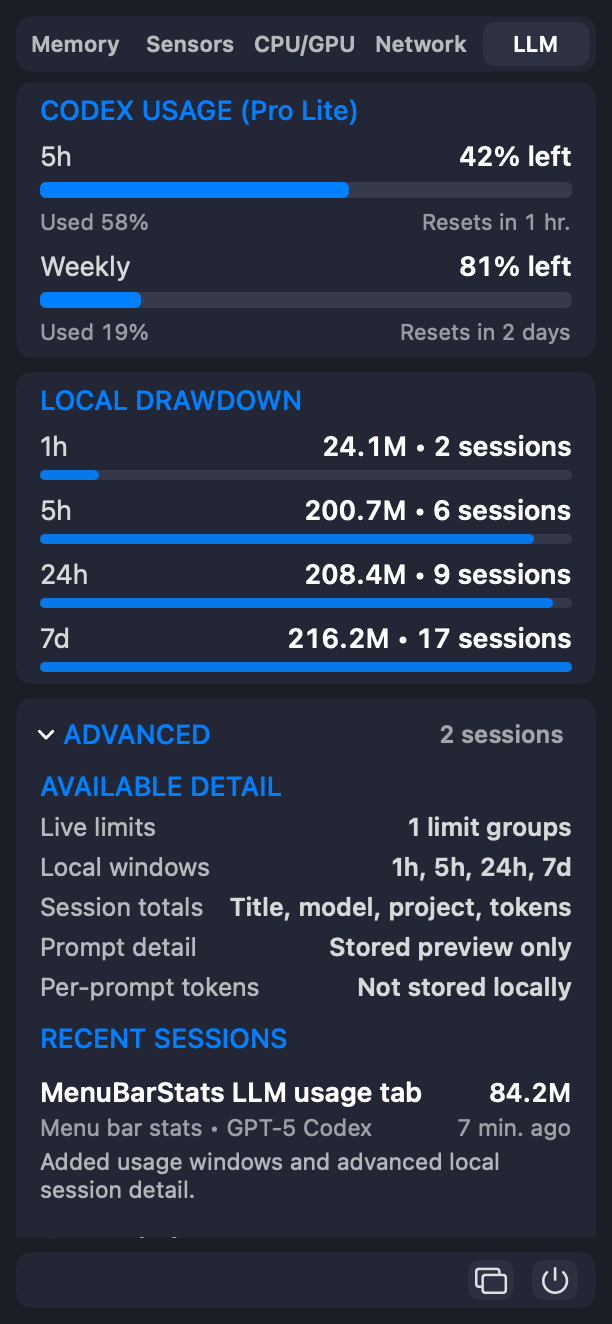 Memory Sensors CPU/GPU Network LLM
CODEX USAGE (Pro Lite)
5h 42% left
Used 58% Resets in 1 hr.
Weekly 81% left
Used 19% Resets in 2 days
LOCAL DRAWDOWN
1h 24.1M • 2 sessions
5h 200.7M • 6 sessions
24h 208.4M • 9 sessions
7d 216.2M • 17 sessions
ADVANCED 2 sessions
AVAILABLE DETAIL
Live limits 1 limit groups
Local windows 1h, 5h, 24h, 7d
Session totals Title, model, project, tokens
Prompt detail Stored preview only
Per-prompt tokens Not stored locally
RECENT SESSIONS
MenuBarStats LLM usage tab 84.2M
Menu bar stats • GPT-5 Codex 7 min. ago
Added usage windows and advanced local
session detail.